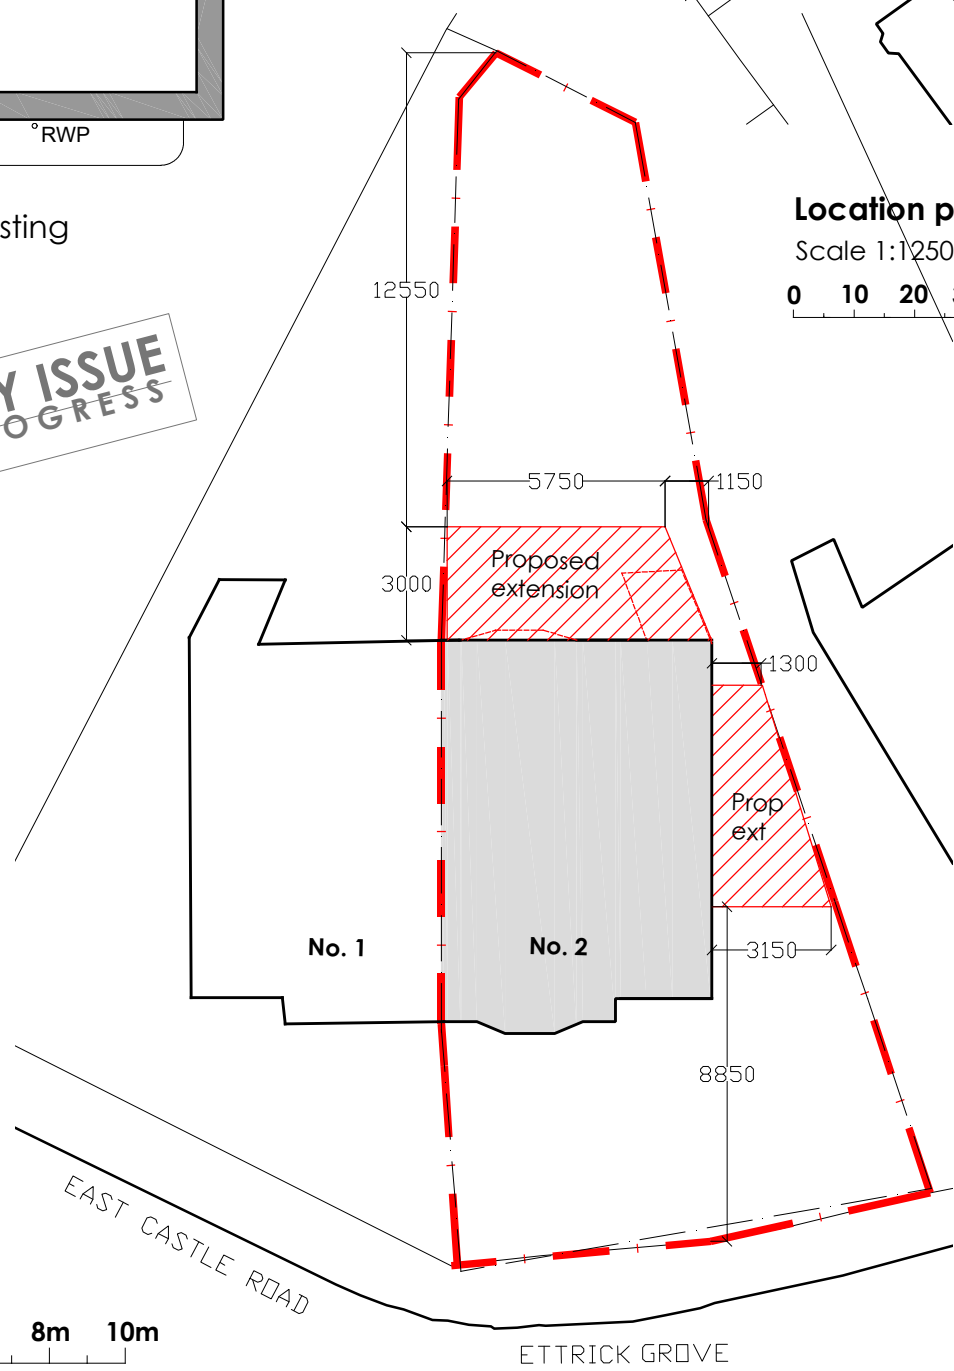 °RWP
sting
Location p
Scale 1:1250
0 10 20
Y ISSUE
OGRESS
12550
5750
1150
Proposed
extension
3000
1300
Prop
ext
No. 1
No. 2
3150
8850
EAST CASTLE ROAD
8m 10m
ETTRICK GROVE